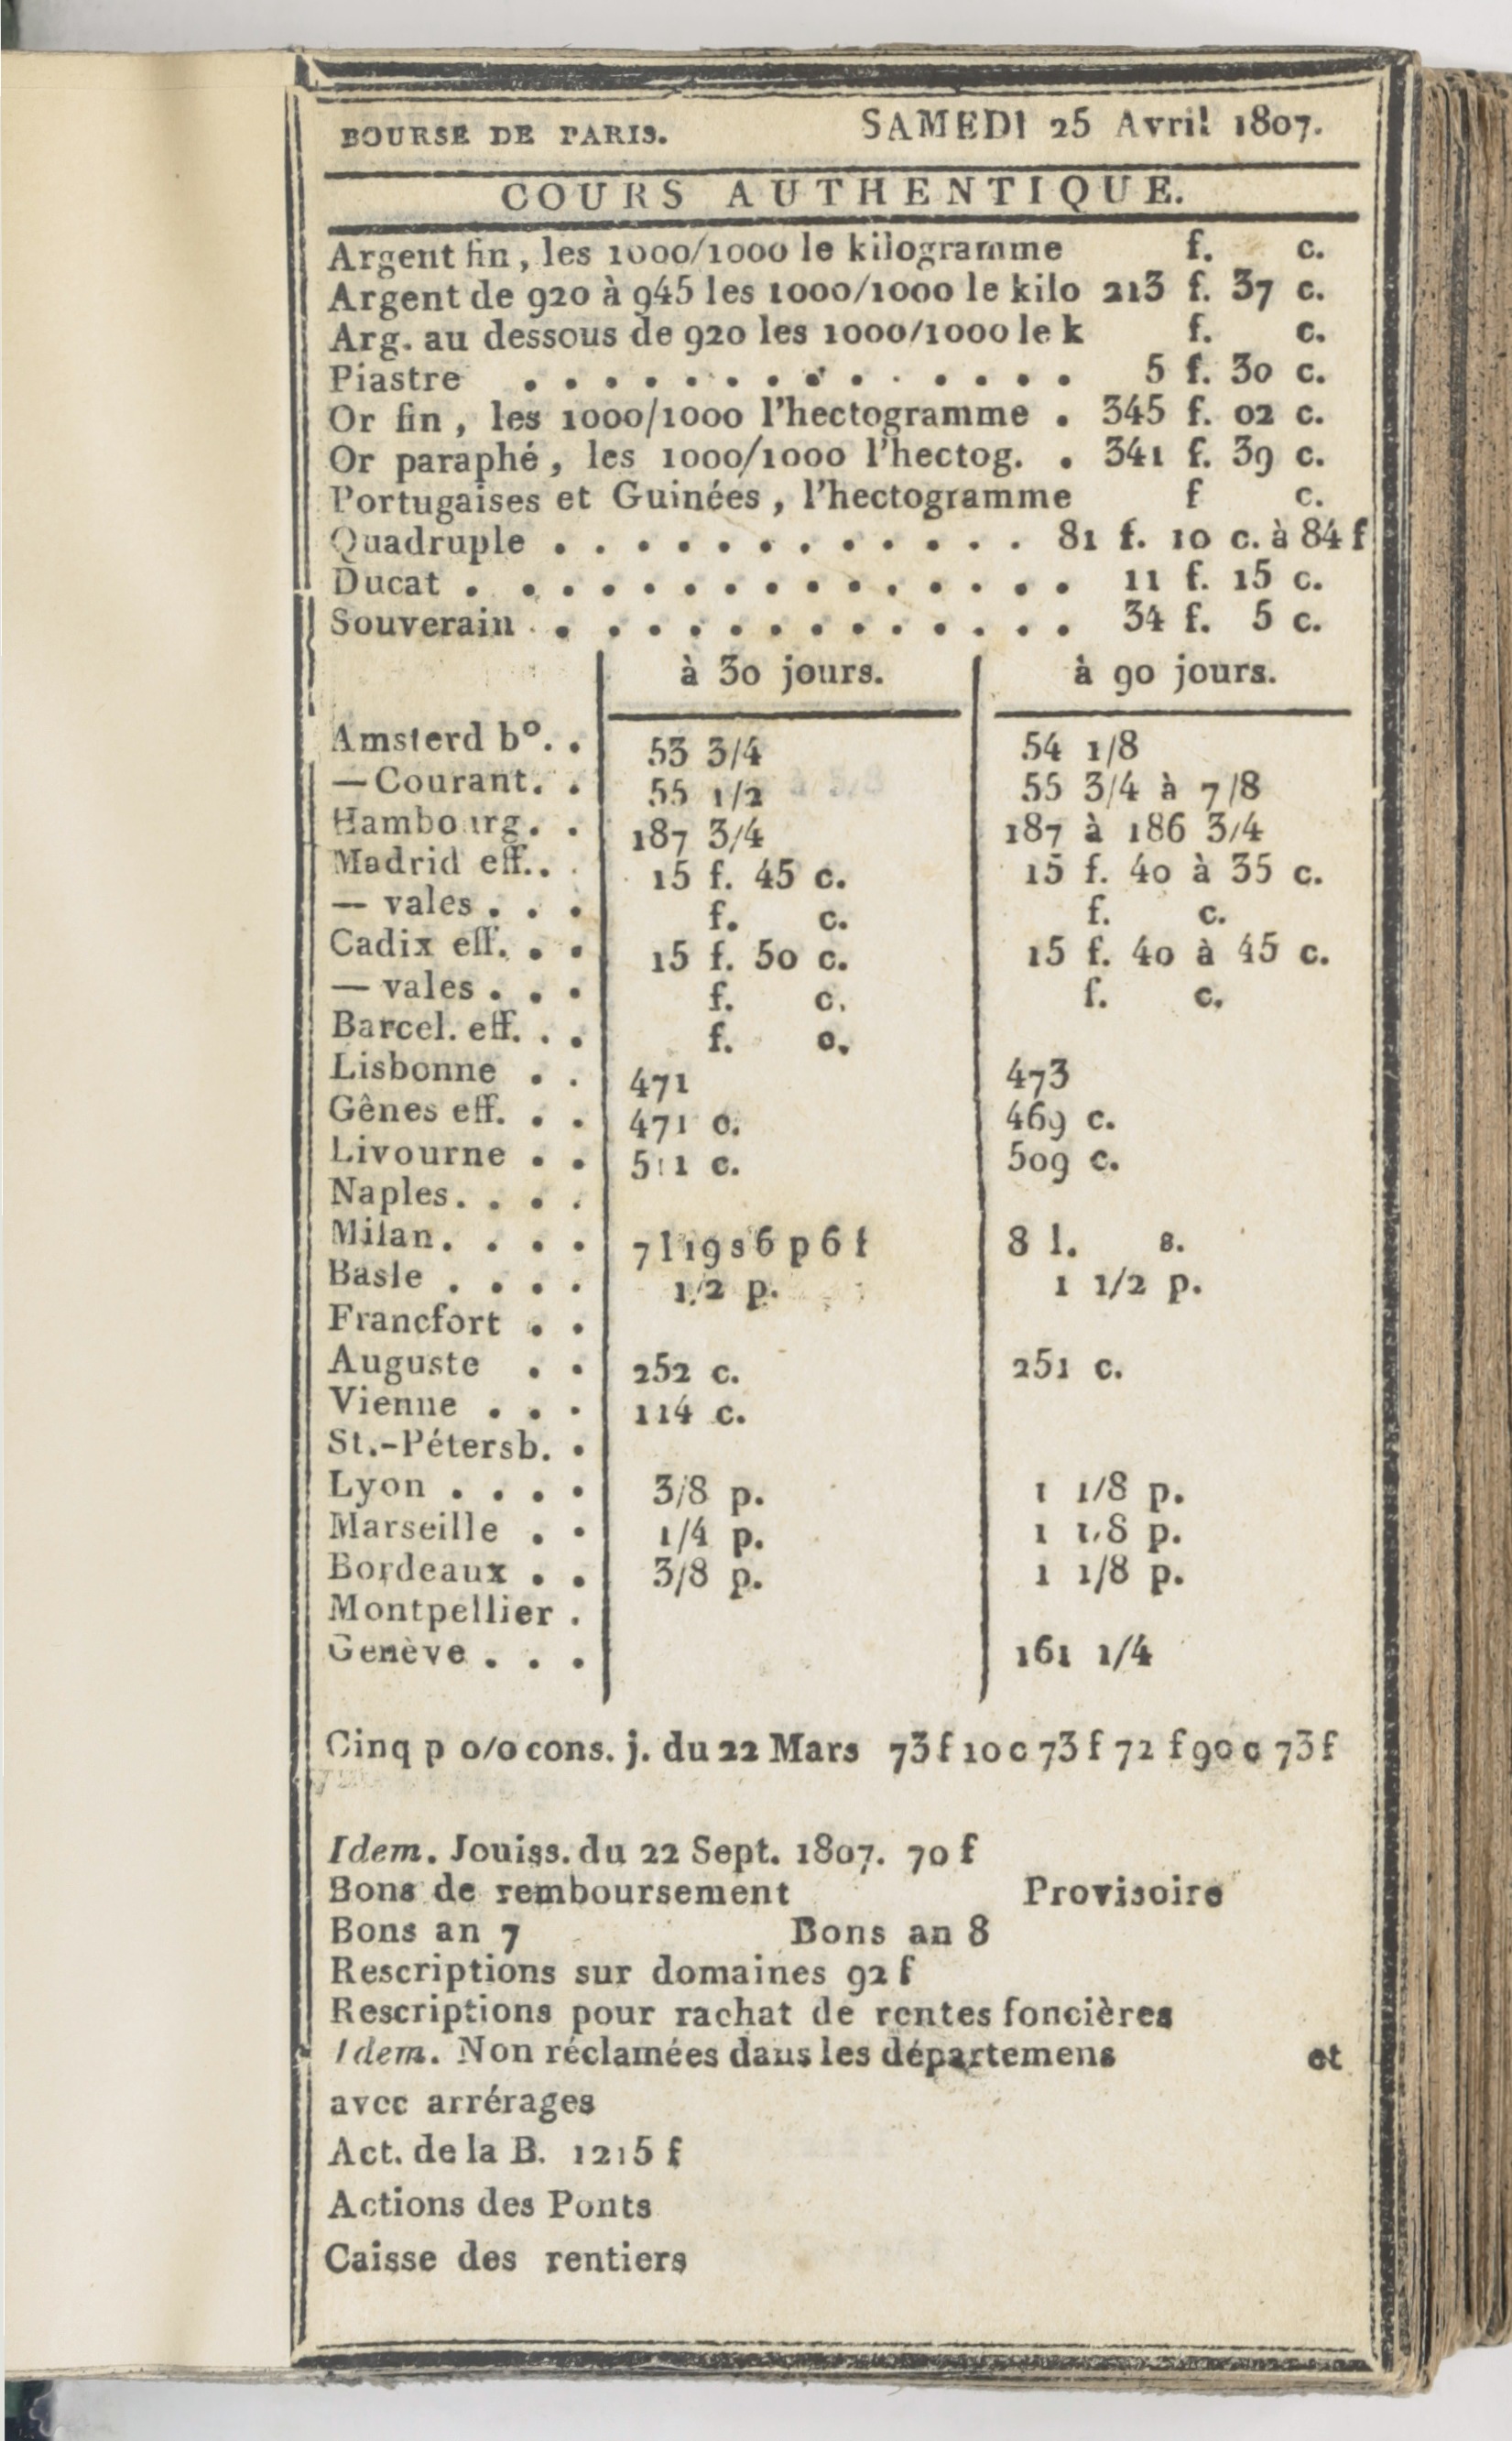 BOURSE DE PARIS. SAMEDI 25 Avril 1807.
COURS AUTHENTIQUE.
Argent fin, les 1000/1000 le kilogramme f. c.
Argent de 920 à 945 les 1000/1000 le kilo 213 f. 37 c.
Arg. au dessous de 920 les 1000/1000 le k f. c.
Piastre . . . . . . . . . . . . . . 5 f. 30 c.
Or fin, les 1000/1000 l'hectogramme . 345 f. 02 c.
Or paraphé, les 1000/1000 l'hectog. . 341 f. 39 c.
Portugaises et Guinées, l'hectogramme f c.
Quadruple . . . . . . . . . . . . 81 f. 10 c. à 84 f
Ducat . . . . . . . . . . . . . . . 11 f. 15 c.
Souverain . . . . . . . . . . . . . . 34 f. 5 c.
à 30 jours. à 90 jours.
Amsterd bº. . 53 3/4 54 1/8
—Courant. . 55 1/2 55 3/4 à 7/8
Hambourg. . 187 3/4 187 à 186 3/4
Madrid eff. . . 15 f. 45 c. 15 f. 40 à 35 c.
— vales . . . f. c. f. c.
Cadix eff. . . 15 f. 50 c. 15 f. 40 à 45 c.
— vales . . . f. c. f. c.
Barcel. eff. . . f. c.
Lisbonne . . 471 473
Gênes eff. . . 471 c. 469 c.
Livourne . . 511 c. 509 c.
Naples. . . .
Milan. . . . 7 l 19 s 6 p 6 f 8 l. s.
Basle . . . . 1/2 p. 1 1/2 p.
Francfort . .
Auguste . . 252 c. 251 c.
Vienne . . . 114 c.
St.-Pétersb. .
Lyon . . . . 3/8 p. 1 1/8 p.
Marseille . . 1/4 p. 1 1/8 p.
Bordeaux . . 3/8 p. 1 1/8 p.
Montpellier .
Genève . . . 161 1/4
Cinq p o/o cons. j. du 22 Mars 73 f 10 c 73 f 72 f 90 c 73 f
Idem. Jouiss. du 22 Sept. 1807. 70 f
Bons de remboursement Provisoire
Bons an 7 Bons an 8
Rescriptions sur domaines 92 f
Rescriptions pour rachat de rentes foncières
Idem. Non réclamées dans les départemens et
avec arrérages
Act. de la B. 1215 f
Actions des Ponts
Caisse des rentiers